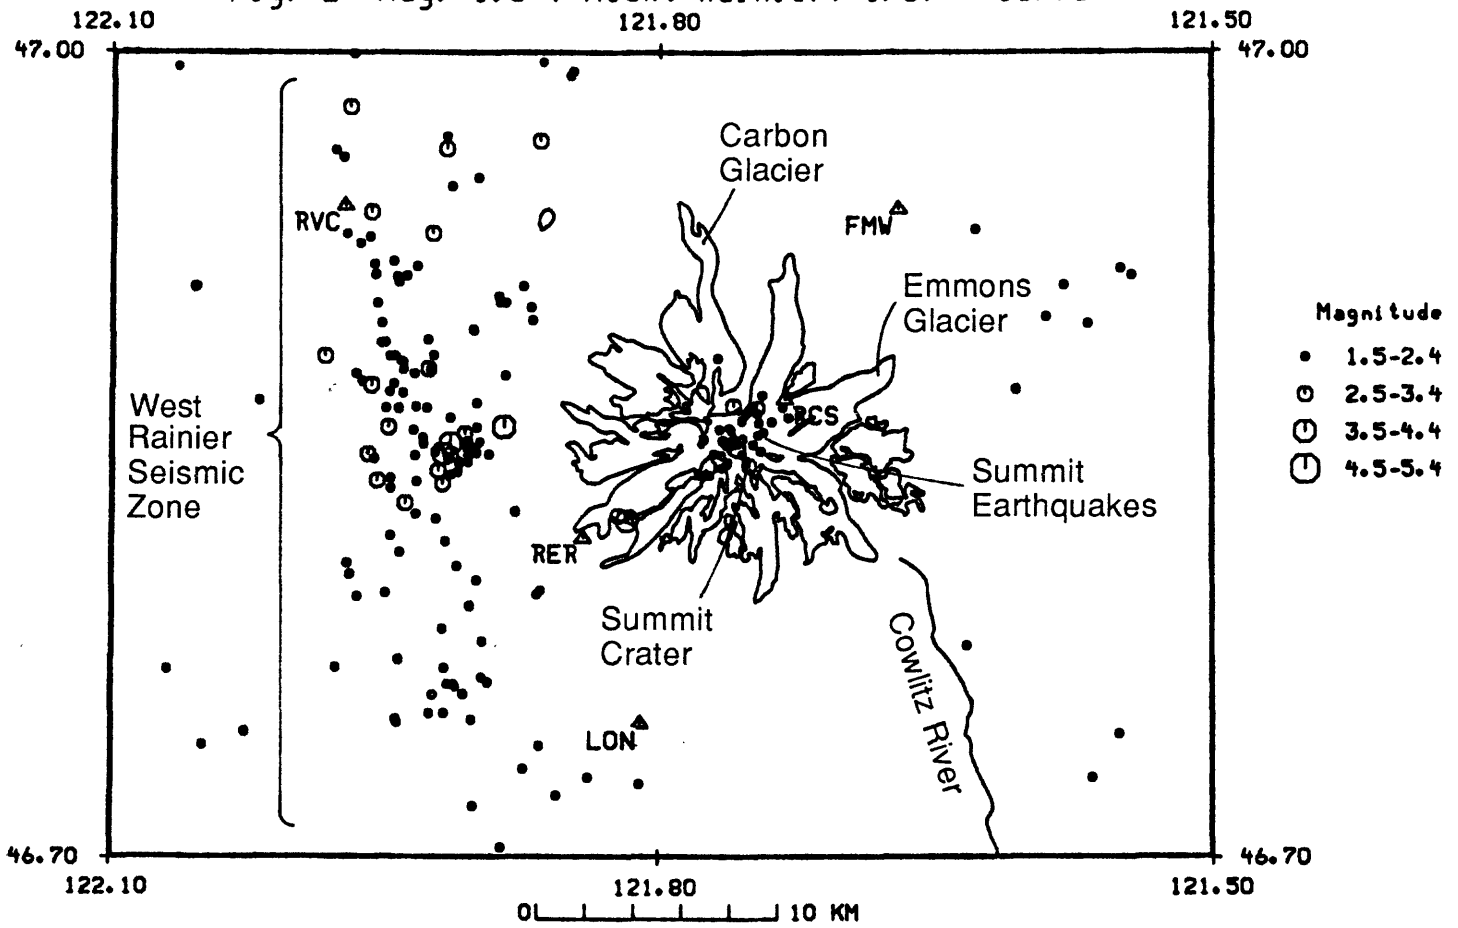 122.10 121.80 121.50
47.00 47.00
Carbon
Glacier
RVC
FMW
Emmons
Glacier
Magnitude
1.5-2.4
2.5-3.4
3.5-4.4
4.5-5.4
West
Rainier
Seismic
Zone
RCS
Summit
Earthquakes
RER
Summit
Crater
Cowlitz River
LON
46.70 46.70
122.10 121.80 121.50
0 10 KM